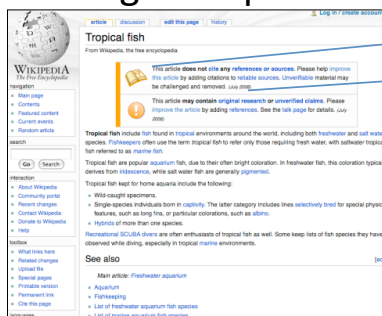 Log in / create account
article discussion edit this page history
Tropical fish
From Wikipedia, the free encyclopedia
This article does not cite any references or sources. Please help improve
this article by adding citations to reliable sources. Unverifiable material may
be challenged and removed. (July 2008)
This article may contain original research or unverified claims. Please
improve the article by adding references. See the talk page for details. (July
2008)
Tropical fish include fish found in tropical environments around the world, including both freshwater and salt water
species. Fishkeepers often use the term tropical fish to refer only those requiring fresh water, with saltwater tropical
fish referred to as marine fish.
Tropical fish are popular aquarium fish, due to their often bright coloration. In freshwater fish, this coloration typical
derives from iridescence, while salt water fish are generally pigmented.
Tropical fish kept for home aquaria include the following:
Wild-caught specimens.
Single-species individuals born in captivity. The latter category includes lines selectively bred for special physic
features, such as long fins, or particular colorations, such as albino.
Hybrids of more than one species.
Recreational SCUBA divers are often enthusiasts of tropical fish as well. Some keep lists of fish species they have
observed while diving, especially in tropical marine environments.
See also
[ed
Main article: Freshwater aquarium
Aquarium
Fishkeeping
List of freshwater aquarium fish species
List of marine aquarium fish species
WIKIPEDIA
The Free Encyclopedia
navigation
Main page
Contents
Featured content
Current events
Random article
search
Go Search
interaction
About Wikipedia
Community portal
Recent changes
Contact Wikipedia
Donate to Wikipedia
Help
toolbox
What links here
Related changes
Upload file
Special pages
Printable version
Permanent link
Cite this page
languages